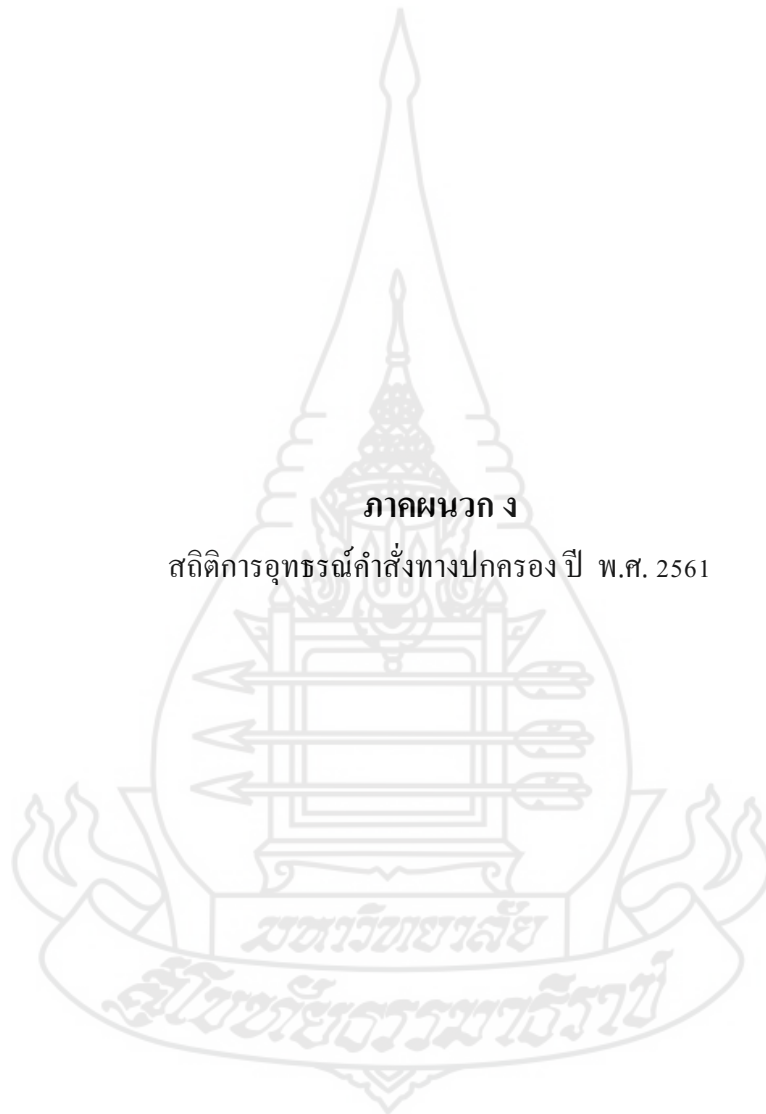 ภาคผนวก ง
สถิติการอุทธรณ์คำสั่งทางปกครอง ปี พ.ศ. 2561
มหาวิทยาลัย
สุโขทัยธรรมาธิราช